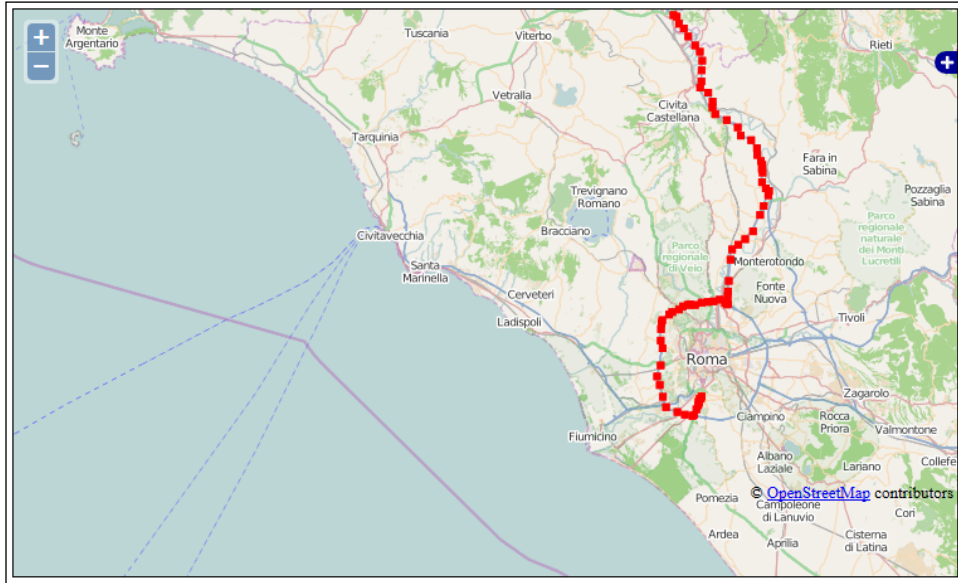 Monte
Argentario
Tuscania
Viterbo
Rieti
+
−
+
Vetralla
Civita
Castellana
Tarquinia
Fara in
Sabina
Trevignano
Romano
Pozzaglia
Sabina
Bracciano
Civitavecchia
Parco
regionale
di Veio
Parco
regionale
naturale
dei Monti
Lucretili
Santa
Marinella
Monterotondo
Cerveteri
Fonte
Nuova
Ladispoli
Tivoli
Roma
Zagarolo
Ciampino
Rocca
Priora
Valmontone
Fiumicino
Albano
Laziale
Lariano
Collefe
Pomezia
© OpenStreetMap contributors
Campoleone
di Lanuvio
Cori
Ardea
Aprilia
Cisterna
di Latina